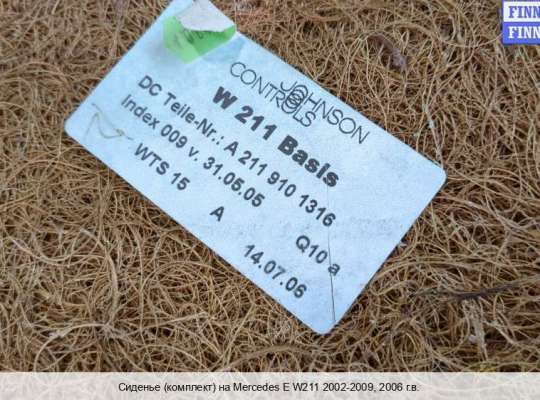 FINN
FINN
JOHNSON
CONTROLS
W 211 Basis
DC Teile-Nr.: A 211 910 1316
Index 009 v. 31.05.05
WTS 15
A
Q10 a
14.07.06
Сиденье (комплект) на Mercedes E W211 2002-2009, 2006 г.в.